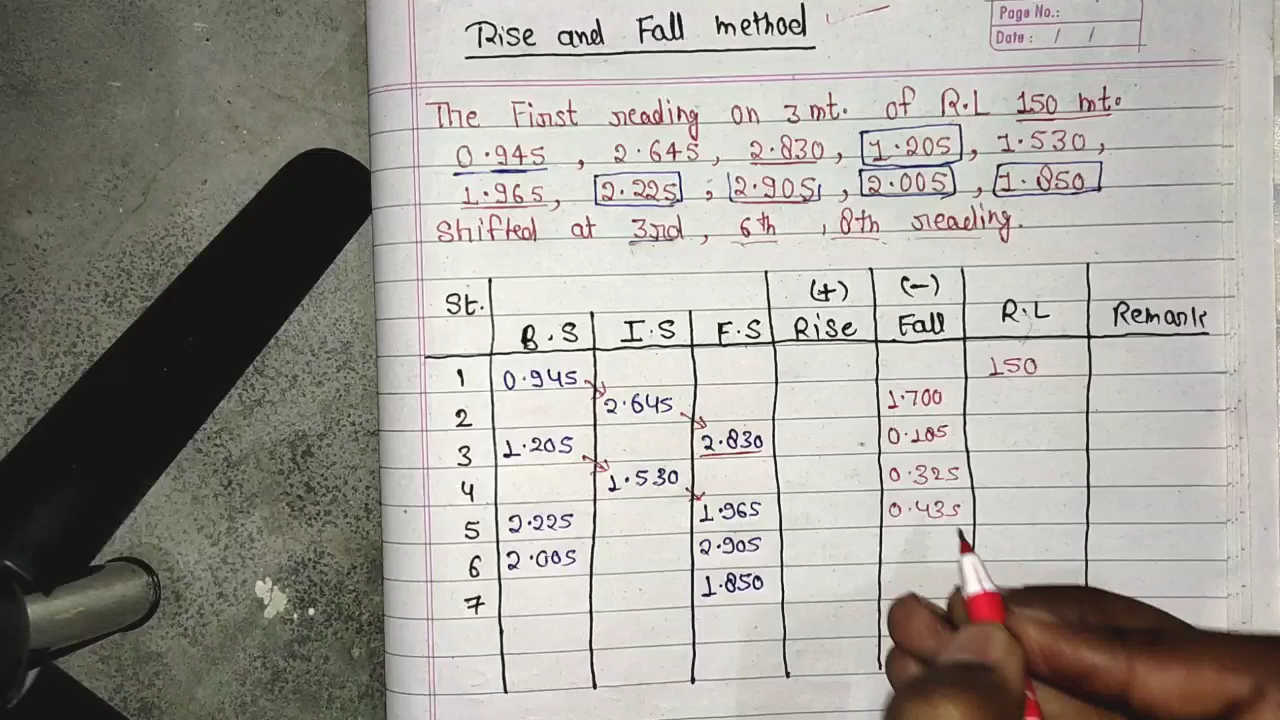 Rise and Fall method
Page No.:
Date: / /
The First reading on 3 mt. of R.L 150 mt.
0.945, 2.645, 2.830, 1.205, 1.530,
1.965, 2.225, 2.905, 2.005, 1.850
Shifted at 3rd, 6th, 8th reading.
St. B.S I.S F.S (+) Rise (-) Fall R.L Remark
1 0.945 150
2 2.645 1.700
3 1.205 2.830 0.185
4 1.530 0.325
5 2.225 1.965 0.435
6 2.005 2.905
7 1.850